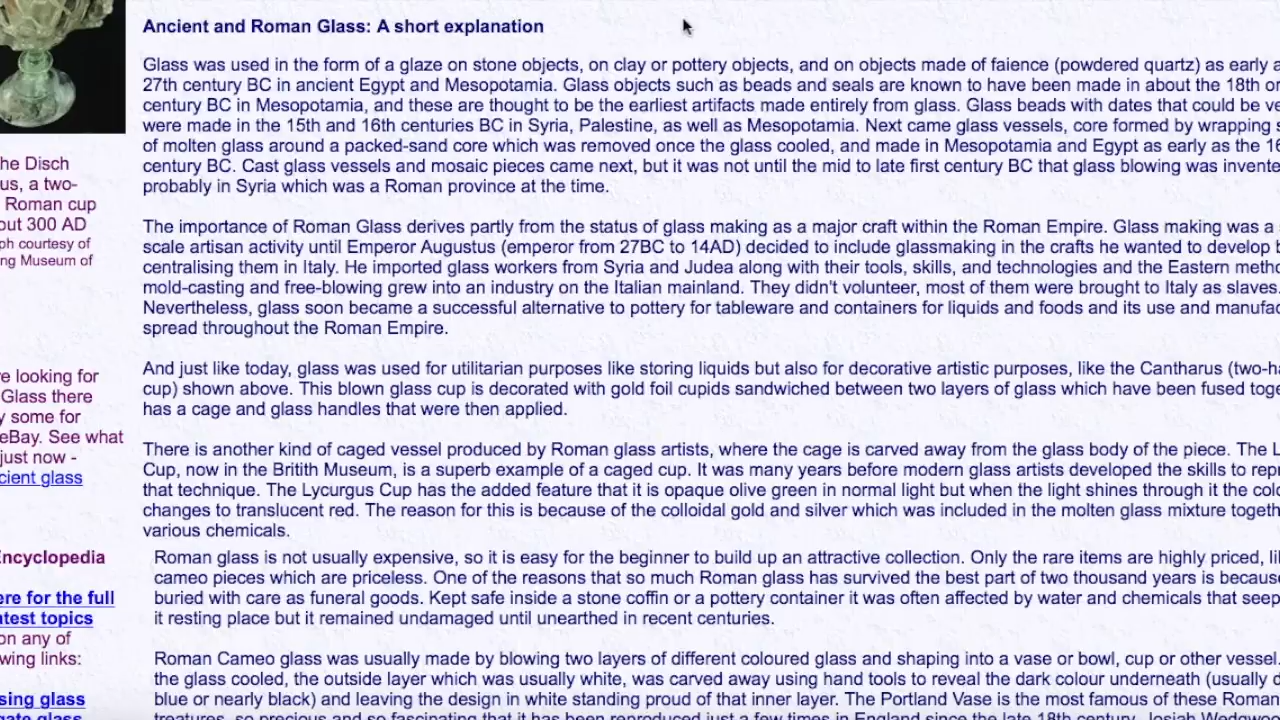 Ancient and Roman Glass: A short explanation
Glass was used in the form of a glaze on stone objects, on clay or pottery objects, and on objects made of faience (powdered quartz) as early
27th century BC in ancient Egypt and Mesopotamia. Glass objects such as beads and seals are known to have been made in about the 18th or
century BC in Mesopotamia, and these are thought to be the earliest artifacts made entirely from glass. Glass beads with dates that could be
were made in the 15th and 16th centuries BC in Syria, Palestine, as well as Mesopotamia. Next came glass vessels, core formed by wrapping
of molten glass around a packed-sand core which was removed once the glass cooled, and made in Mesopotamia and Egypt as early as the
century BC. Cast glass vessels and mosaic pieces came next, but it was not until the mid to late first century BC that glass blowing was
probably in Syria which was a Roman province at the time.
The importance of Roman Glass derives partly from the status of glass making as a major craft within the Roman Empire. Glass making was a
scale artisan activity until Emperor Augustus (emperor from 27BC to 14AD) decided to include glassmaking in the crafts he wanted to develop
centralising them in Italy. He imported glass workers from Syria and Judea along with their tools, skills, and technologies and the Eastern
mold-casting and free-blowing grew into an industry on the Italian mainland. They didn't volunteer, most of them were brought to Italy as slaves.
Nevertheless, glass soon became a successful alternative to pottery for tableware and containers for liquids and foods and its use and
spread throughout the Roman Empire.
And just like today, glass was used for utilitarian purposes like storing liquids but also for decorative artistic purposes, like the Cantharus
cup) shown above. This blown glass cup is decorated with gold foil cupids sandwiched between two layers of glass which have been fused
has a cage and glass handles that were then applied.
There is another kind of caged vessel produced by Roman glass artists, where the cage is carved away from the glass body of the piece. The
Cup, now in the Britith Museum, is a superb example of a caged cup. It was many years before modern glass artists developed the skills to
that technique. The Lycurgus Cup has the added feature that it is opaque olive green in normal light but when the light shines through it the
changes to translucent red. The reason for this is because of the colloidal gold and silver which was included in the molten glass mixture
various chemicals.
Roman glass is not usually expensive, so it is easy for the beginner to build up an attractive collection. Only the rare items are highly priced,
cameo pieces which are priceless. One of the reasons that so much Roman glass has survived the best part of two thousand years is
buried with care as funeral goods. Kept safe inside a stone coffin or a pottery container it was often affected by water and chemicals that
it resting place but it remained undamaged until unearthed in recent centuries.
Roman Cameo glass was usually made by blowing two layers of different coloured glass and shaping into a vase or bowl, cup or other vessel.
the glass cooled, the outside layer which was usually white, was carved away using hand tools to reveal the dark colour underneath (usually
blue or nearly black) and leaving the design in white standing proud of that inner layer. The Portland Vase is the most famous of these Roman
treatures, so precious and so fascinating that it has been reproduced just a few times in England since the late 18th century. Josiah
he Disch
us, a two-
Roman cup
out 300 AD
ph courtesy of
ng Museum of
e looking for
Glass there
y some for
eBay. See what
just now -
cient glass
ncyclopedia
ere for the full
atest topics
on any of
wing links:
sing glass
gate glass